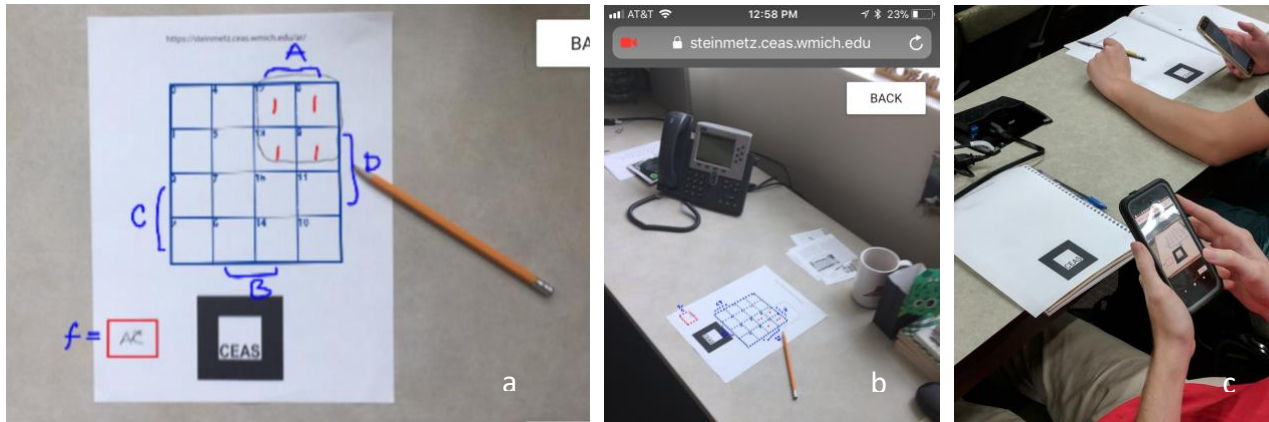 https://steinmetz.ceas.wmich.edu/ar/
BA
A
4 12 8
1 1
1 5 13 9
1 1
D
3 7 15 11
C
2 6 14 10
B
f = AC̅
CEAS
a
AT&T 12:58 PM 23%
steinmetz.ceas.wmich.edu
BACK
b
CEAS
c